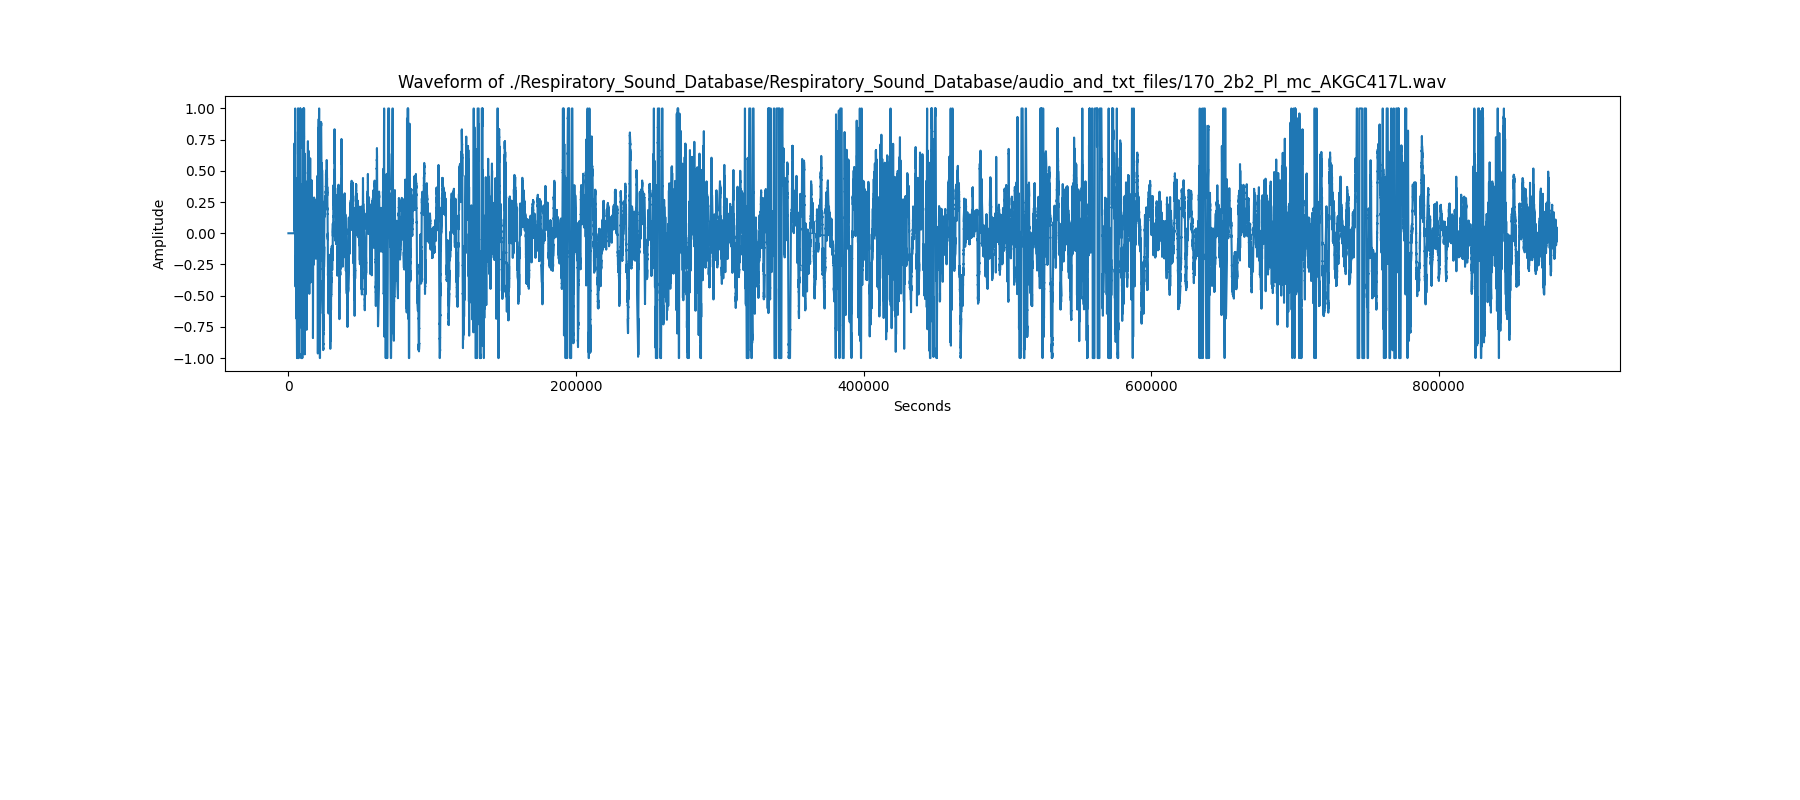 Waveform of ./Respiratory_Sound_Database/Respiratory_Sound_Database/audio_and_txt_files/170_2b2_Pl_mc_AKGC417L.wav
1.00
0.75
0.50
0.25
0.00
−0.25
−0.50
−0.75
−1.00
Amplitude
0 200000 400000 600000 800000
Seconds